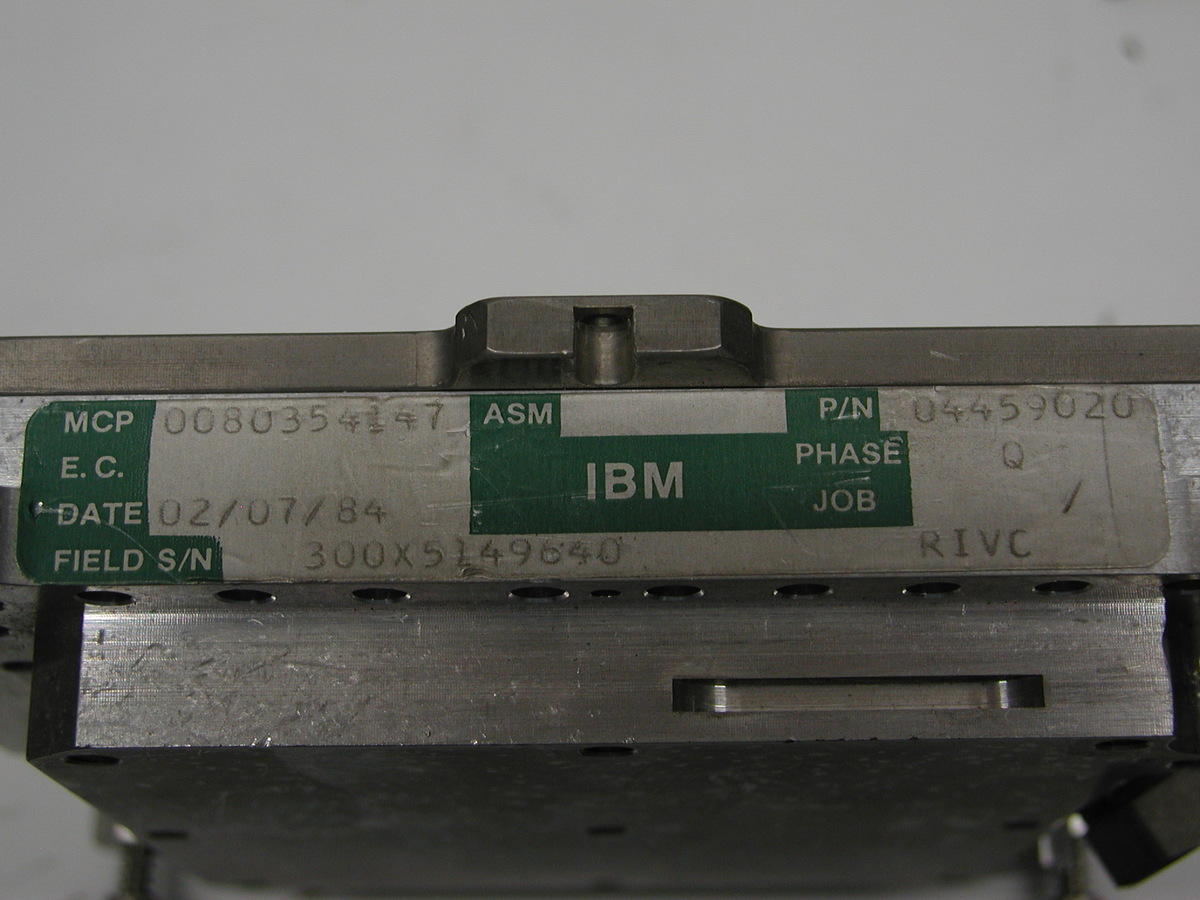 MCP 0080354147 ASM P/N 04459020
E.C. IBM PHASE Q
DATE 02/07/84 JOB /
FIELD S/N 300X5149640 RIVC